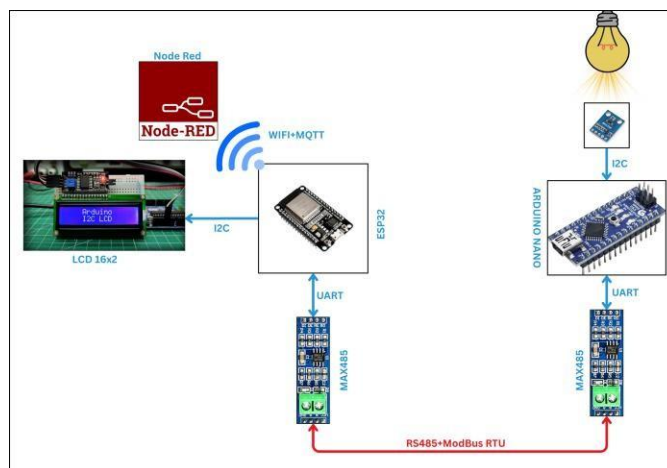 Node Red
Node-RED
WIFI+MQTT
I2C
Arduino
I2C LCD
I2C
LCD 16x2
ESP32
ARDUINO NANO
UART
UART
MAX485
MAX485
RS485+ModBus RTU